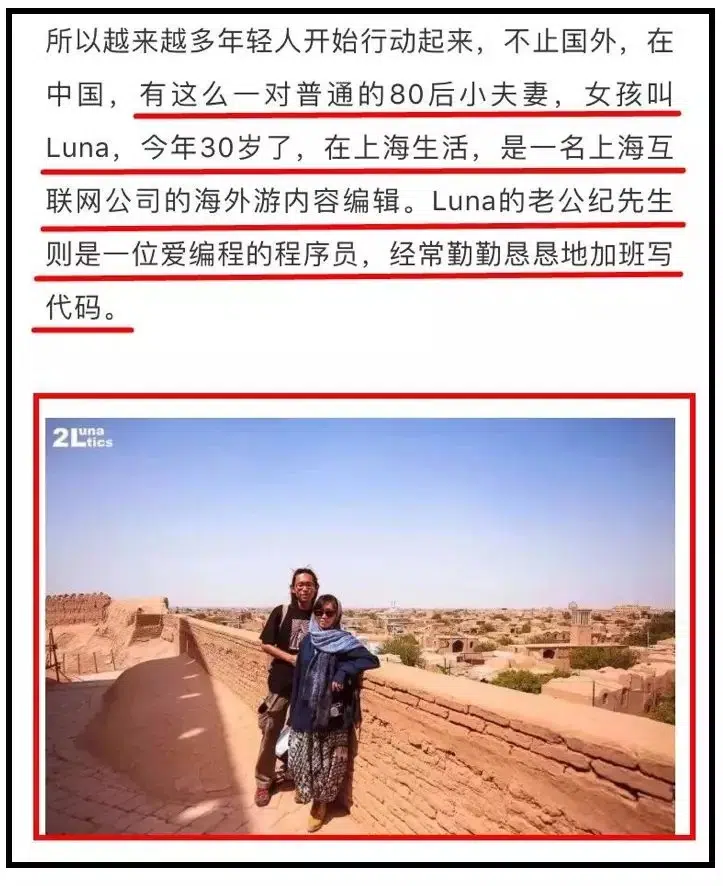 所以越来越多年轻人开始行动起来，不止国外，在
中国，有这么一对普通的80后小夫妻，女孩叫
Luna，今年30岁了，在上海生活，是一名上海互
联网公司的海外游内容编辑。Luna的老公纪先生
则是一位爱编程的程序员，经常勤勤恳恳地加班写
代码。
2Luna
tics